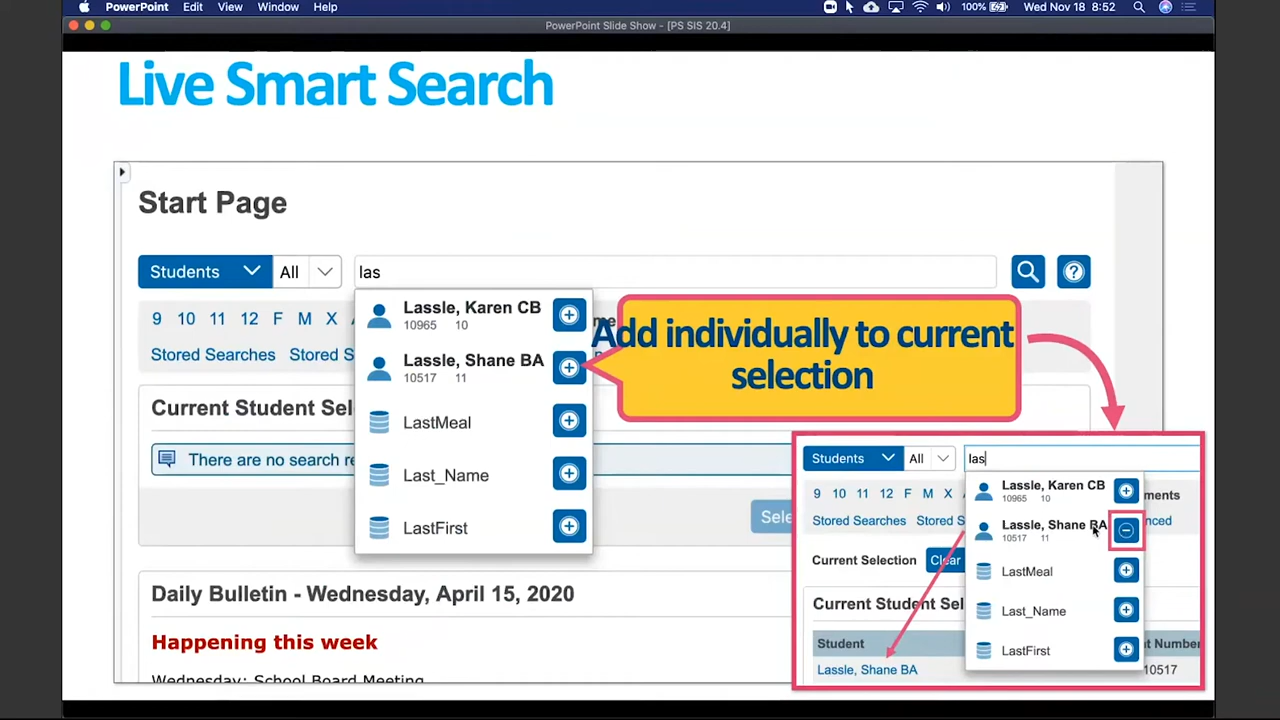 PowerPoint Edit View Window Help 100% Wed Nov 18 8:52
PowerPoint Slide Show - [PS SIS 20.4]
Live Smart Search
Start Page
Students All las
Lassle, Karen CB
10965 10
Lassle, Shane BA
10517 11
LastMeal
Last_Name
LastFirst
9 10 11 12 F M X
Stored Searches Stored S
Add individually to current
selection
Current Student Sel
There are no search re
Sele
Daily Bulletin - Wednesday, April 15, 2020
Happening this week
Wednesday: School Board Meeting
Students All las
Lassle, Karen CB
10965 10
Lassle, Shane BA
10517 11
LastMeal
Last_Name
LastFirst
9 10 11 12 F M X
ments
Stored Searches Stored S
nced
Current Selection Clear
Current Student Sel
Student
t Number
Lassle, Shane BA
10517